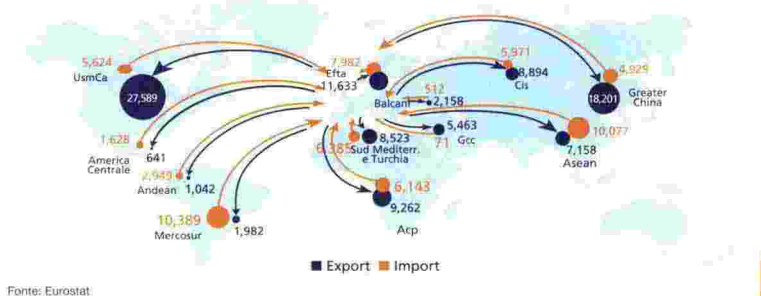 5,624
UsmCa
27,589
7,982
Efta
11,633
5,971
8,894
Cis
4,929
18,201
Greater
China
512
Balcani
2,158
1,628
America
Centrale
641
2,949
Andean
1,042
10,389
Mercosur
1,982
6,385
8,523
Sud Mediterr.
e Turchia
5,463
71
Gcc
10,077
7,158
Asean
6,143
9,262
Acp
Export Import
Fonte: Eurostat